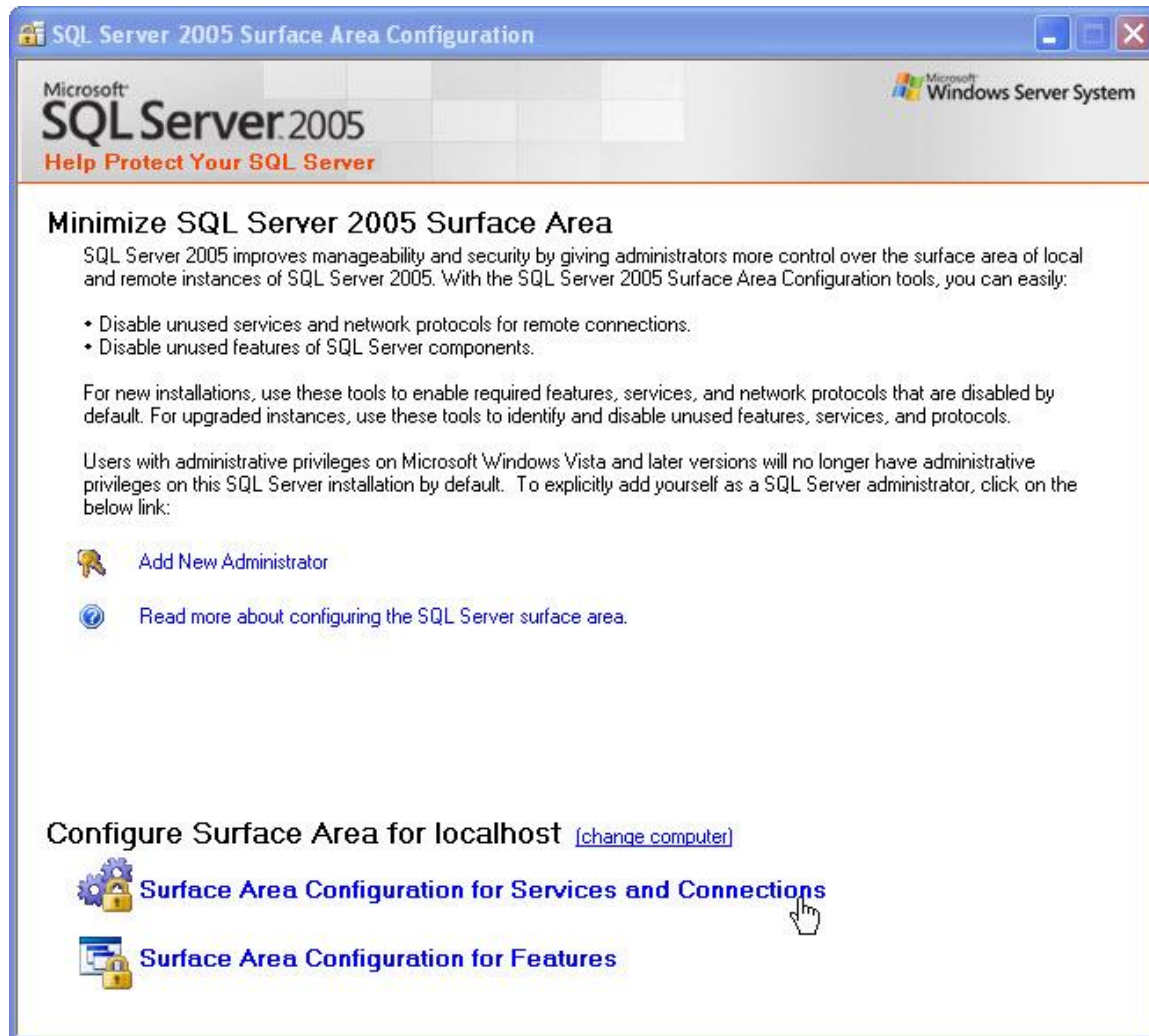 SQL Server 2005 Surface Area Configuration
Microsoft
SQL Server 2005
Help Protect Your SQL Server
Microsoft
Windows Server System
Minimize SQL Server 2005 Surface Area
SQL Server 2005 improves manageability and security by giving administrators more control over the surface area of local
and remote instances of SQL Server 2005. With the SQL Server 2005 Surface Area Configuration tools, you can easily:
• Disable unused services and network protocols for remote connections.
• Disable unused features of SQL Server components.
For new installations, use these tools to enable required features, services, and network protocols that are disabled by
default. For upgraded instances, use these tools to identify and disable unused features, services, and protocols.
Users with administrative privileges on Microsoft Windows Vista and later versions will no longer have administrative
privileges on this SQL Server installation by default.  To explicitly add yourself as a SQL Server administrator, click on the
below link:
Add New Administrator
Read more about configuring the SQL Server surface area.
Configure Surface Area for localhost (change computer)
Surface Area Configuration for Services and Connections
Surface Area Configuration for Features